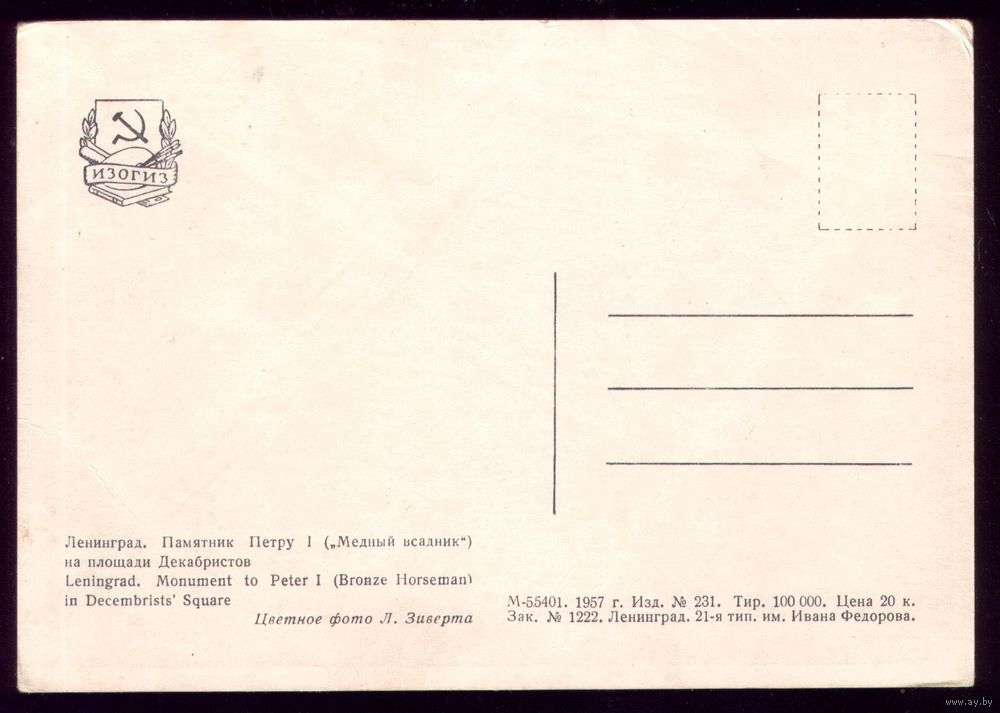 ИЗОГИЗ
Ленинград. Памятник Петру I („Медный всадник“)
на площади Декабристов
Leningrad. Monument to Peter I (Bronze Horseman)
in Decembrists' Square
Цветное фото Л. Зиверта
М-55401. 1957 г. Изд. № 231. Тир. 100 000. Цена 20 к.
Зак. № 1222. Ленинград. 21-я тип. им. Ивана Федорова.
www.ay.by